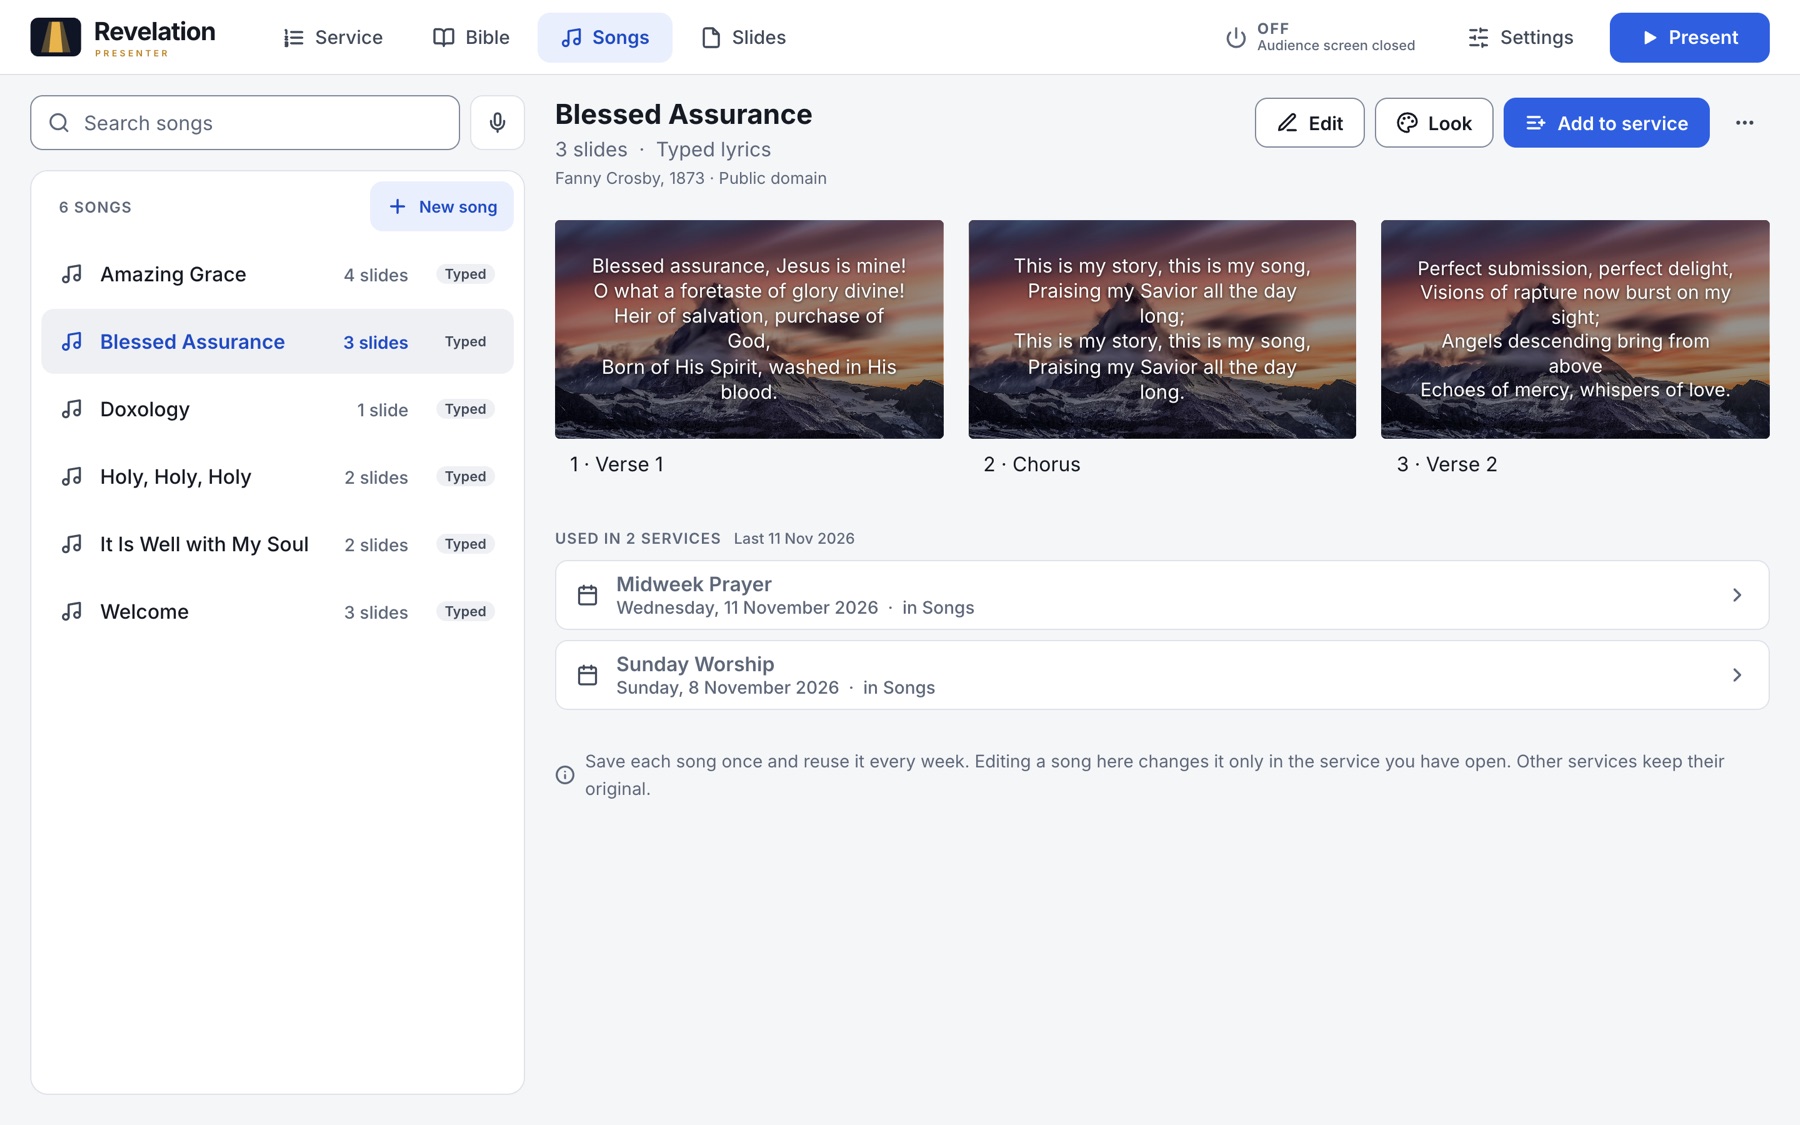 Revelation
PRESENTER
Service
Bible
Songs
Slides
OFF
Audience screen closed
Settings
Present
Search songs
6 SONGS
New song
Amazing Grace 4 slides Typed
Blessed Assurance 3 slides Typed
Doxology 1 slide Typed
Holy, Holy, Holy 2 slides Typed
It Is Well with My Soul 2 slides Typed
Welcome 3 slides Typed
Blessed Assurance
3 slides · Typed lyrics
Fanny Crosby, 1873 · Public domain
Edit
Look
Add to service
Blessed assurance, Jesus is mine!
O what a foretaste of glory divine!
Heir of salvation, purchase of
God,
Born of His Spirit, washed in His
blood.
1 · Verse 1
This is my story, this is my song,
Praising my Savior all the day
long;
This is my story, this is my song,
Praising my Savior all the day
long.
2 · Chorus
Perfect submission, perfect delight,
Visions of rapture now burst on my
sight;
Angels descending bring from
above
Echoes of mercy, whispers of love.
3 · Verse 2
USED IN 2 SERVICES Last 11 Nov 2026
Midweek Prayer
Wednesday, 11 November 2026 · in Songs
Sunday Worship
Sunday, 8 November 2026 · in Songs
Save each song once and reuse it every week. Editing a song here changes it only in the service you have open. Other services keep their
original.